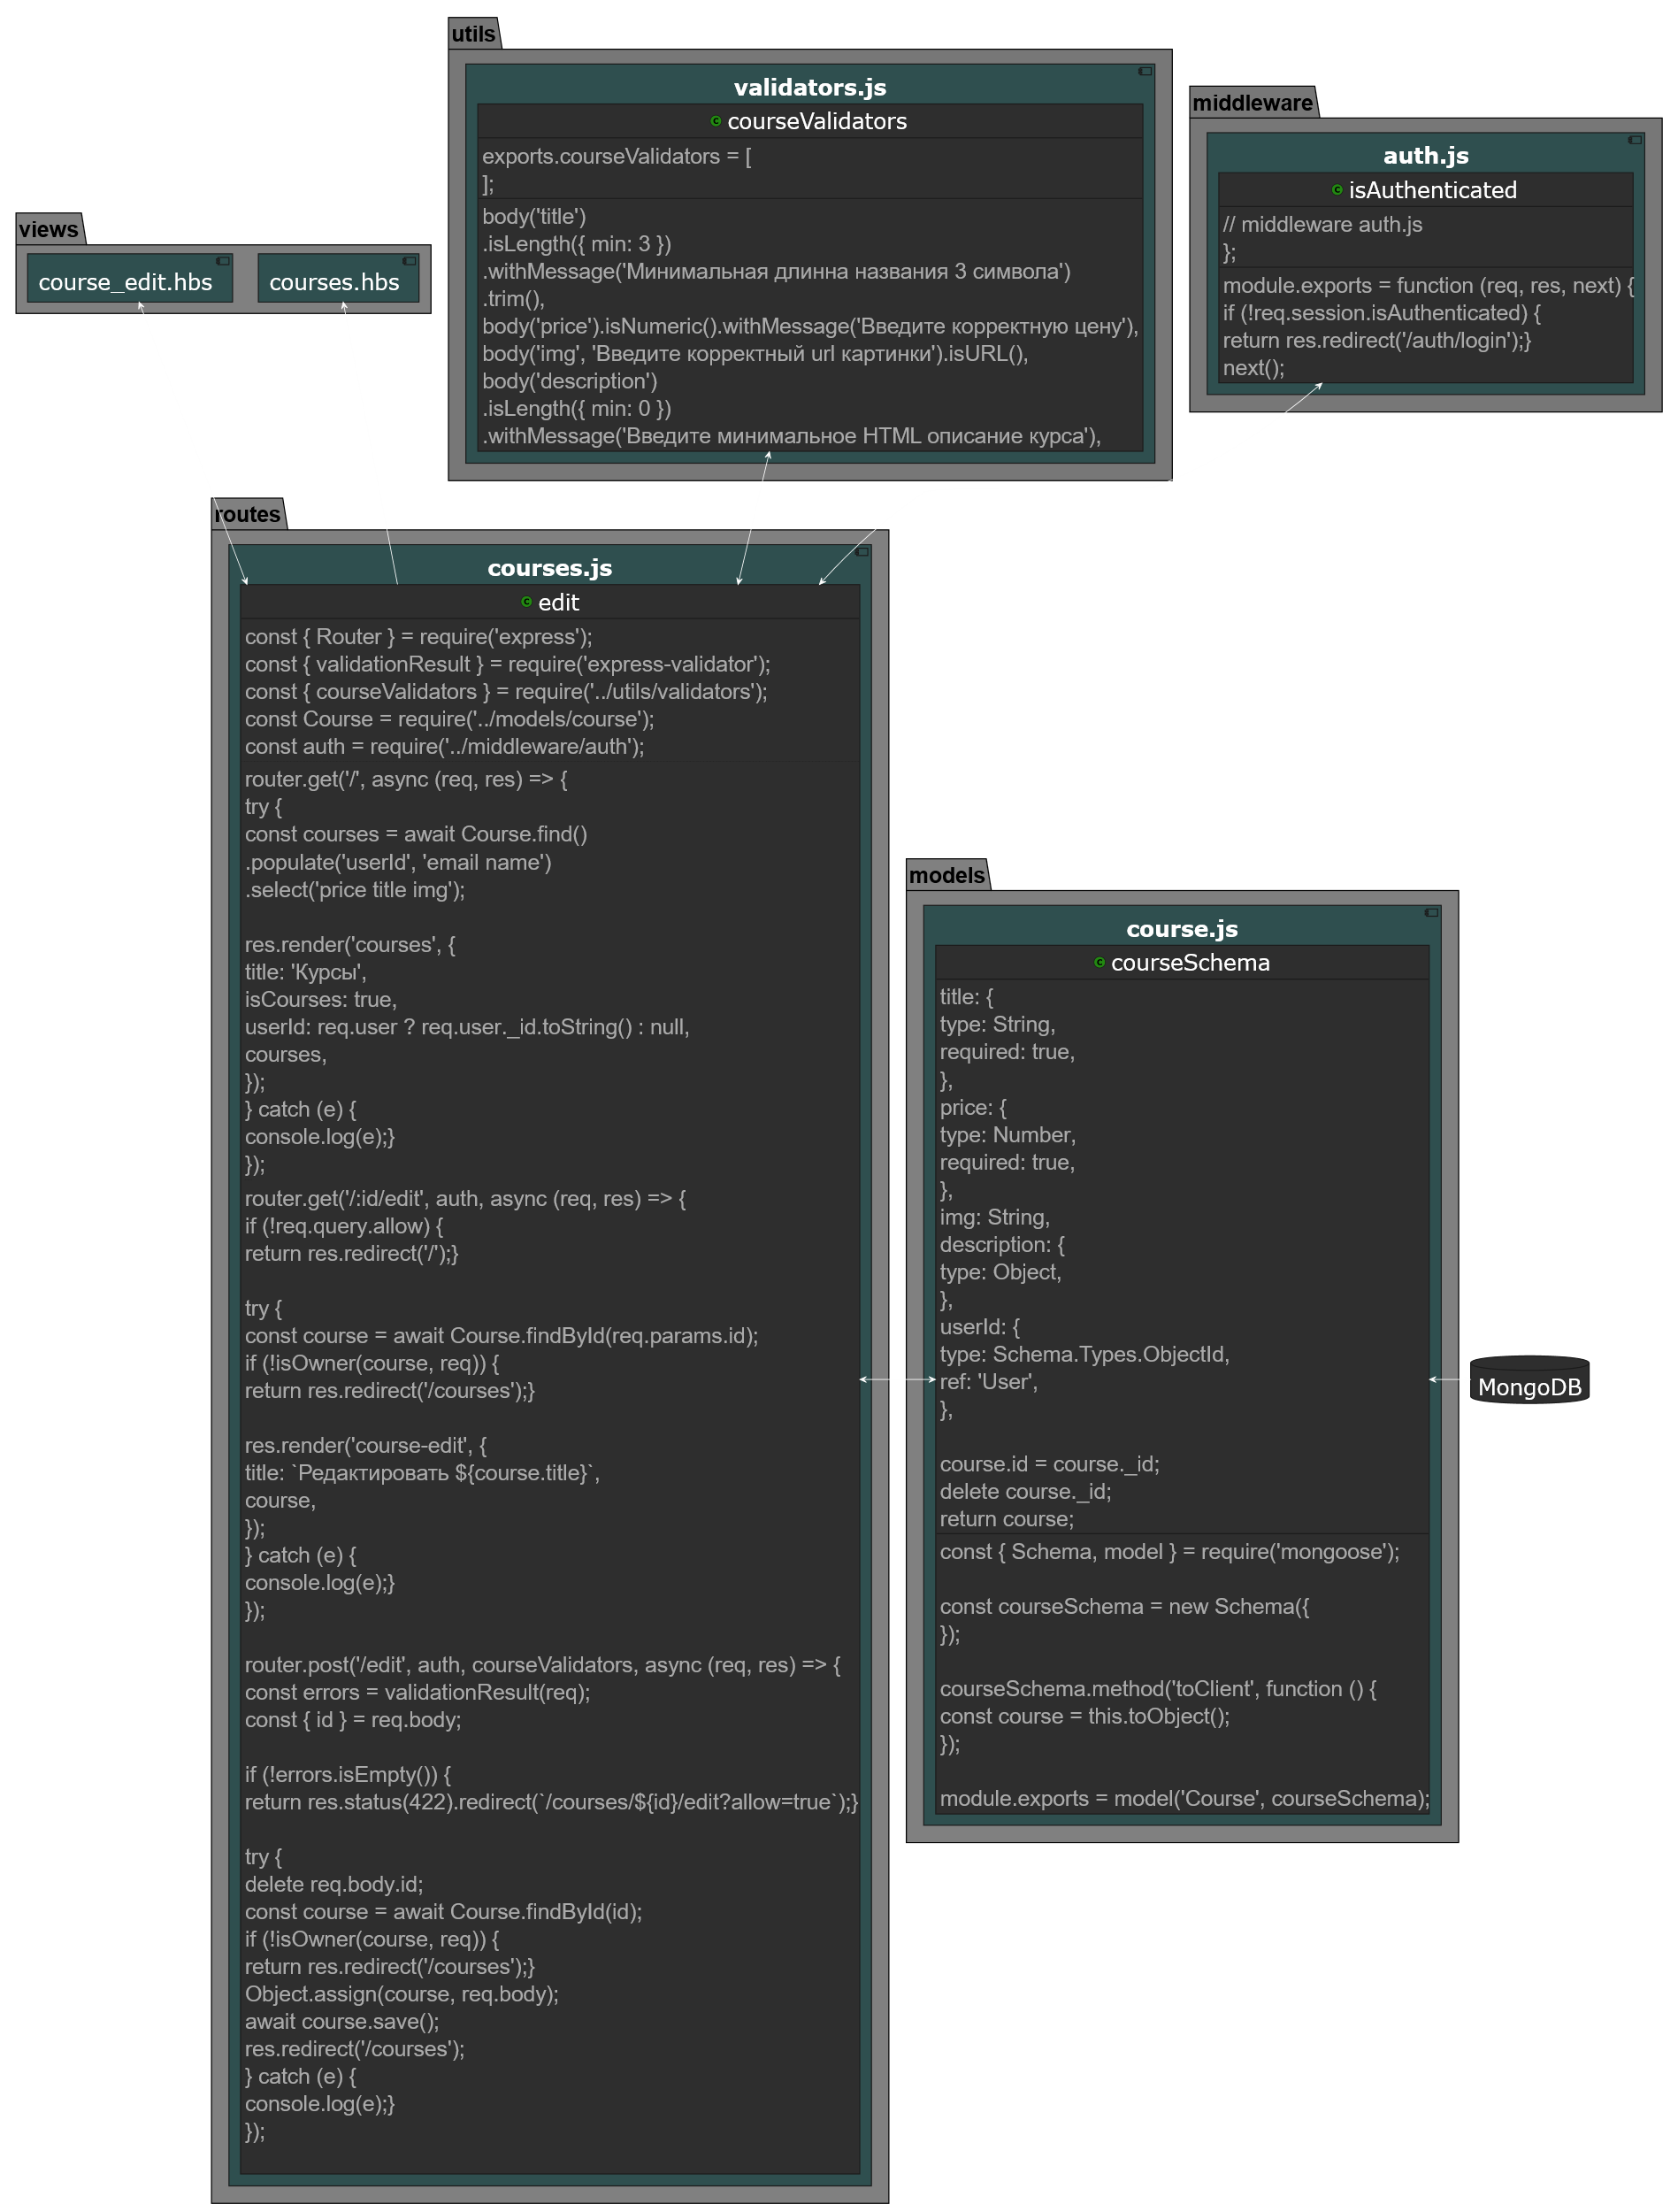 utils
validators.js
courseValidators
exports.courseValidators = [
];
body('title')
.isLength({ min: 3 })
.withMessage('Минимальная длинна названия 3 символа')
.trim(),
body('price').isNumeric().withMessage('Введите корректную цену'),
body('img', 'Введите корректный url картинки').isURL(),
body('description')
.isLength({ min: 0 })
.withMessage('Введите минимальное HTML описание курса'),
middleware
auth.js
isAuthenticated
// middleware auth.js
};
module.exports = function (req, res, next) {
if (!req.session.isAuthenticated) {
return res.redirect('/auth/login');}
next();
views
course_edit.hbs
courses.hbs
routes
courses.js
edit
const { Router } = require('express');
const { validationResult } = require('express-validator');
const { courseValidators } = require('../utils/validators');
const Course = require('../models/course');
const auth = require('../middleware/auth');
router.get('/', async (req, res) => {
try {
const courses = await Course.find()
.populate('userId', 'email name')
.select('price title img');
res.render('courses', {
title: 'Курсы',
isCourses: true,
userId: req.user ? req.user._id.toString() : null,
courses,
});
} catch (e) {
console.log(e);}
});
router.get('/:id/edit', auth, async (req, res) => {
if (!req.query.allow) {
return res.redirect('/');}
try {
const course = await Course.findById(req.params.id);
if (!isOwner(course, req)) {
return res.redirect('/courses');}
res.render('course-edit', {
title: `Редактировать ${course.title}`,
course,
});
} catch (e) {
console.log(e);}
});
router.post('/edit', auth, courseValidators, async (req, res) => {
const errors = validationResult(req);
const { id } = req.body;
if (!errors.isEmpty()) {
return res.status(422).redirect(`/courses/${id}/edit?allow=true`);}
try {
delete req.body.id;
const course = await Course.findById(id);
if (!isOwner(course, req)) {
return res.redirect('/courses');}
Object.assign(course, req.body);
await course.save();
res.redirect('/courses');
} catch (e) {
console.log(e);}
});
models
course.js
courseSchema
title: {
type: String,
required: true,
},
price: {
type: Number,
required: true,
},
img: String,
description: {
type: Object,
},
userId: {
type: Schema.Types.ObjectId,
ref: 'User',
},
course.id = course._id;
delete course._id;
return course;
const { Schema, model } = require('mongoose');
const courseSchema = new Schema({
});
courseSchema.method('toClient', function () {
const course = this.toObject();
});
module.exports = model('Course', courseSchema);
MongoDB